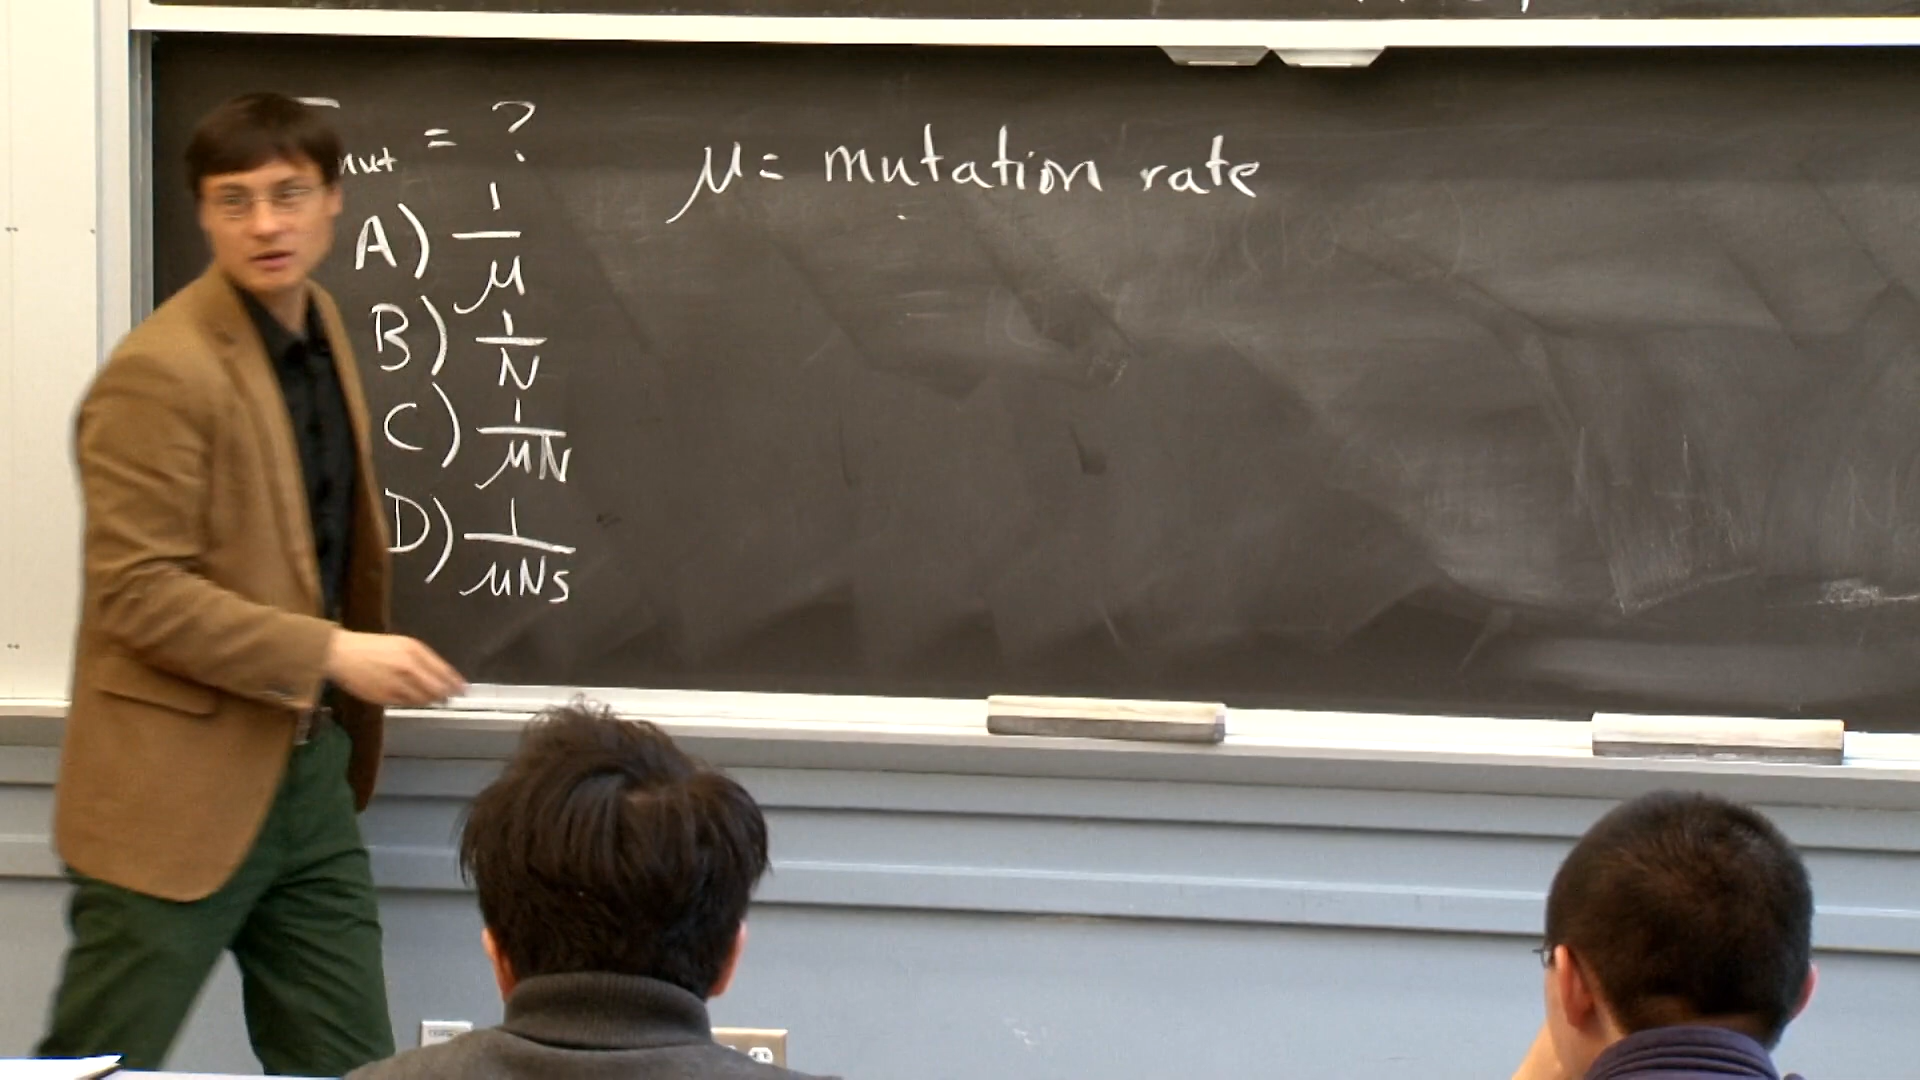 T mut = ?
μ = mutation rate
A) 1/μ
B) 1/N
C) 1/μN
D) 1/μNs